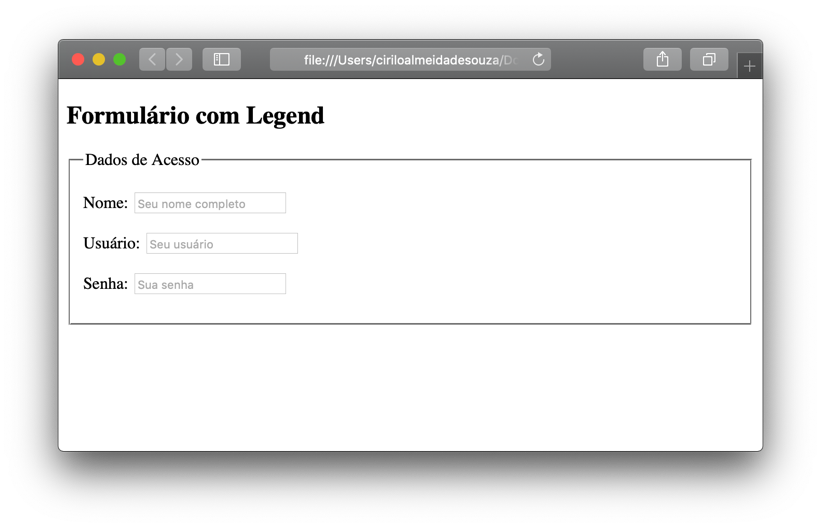 file:///Users/ciriloalmeidadesouza/Do
Formulário com Legend
Dados de Acesso
Nome: Seu nome completo
Usuário: Seu usuário
Senha: Sua senha